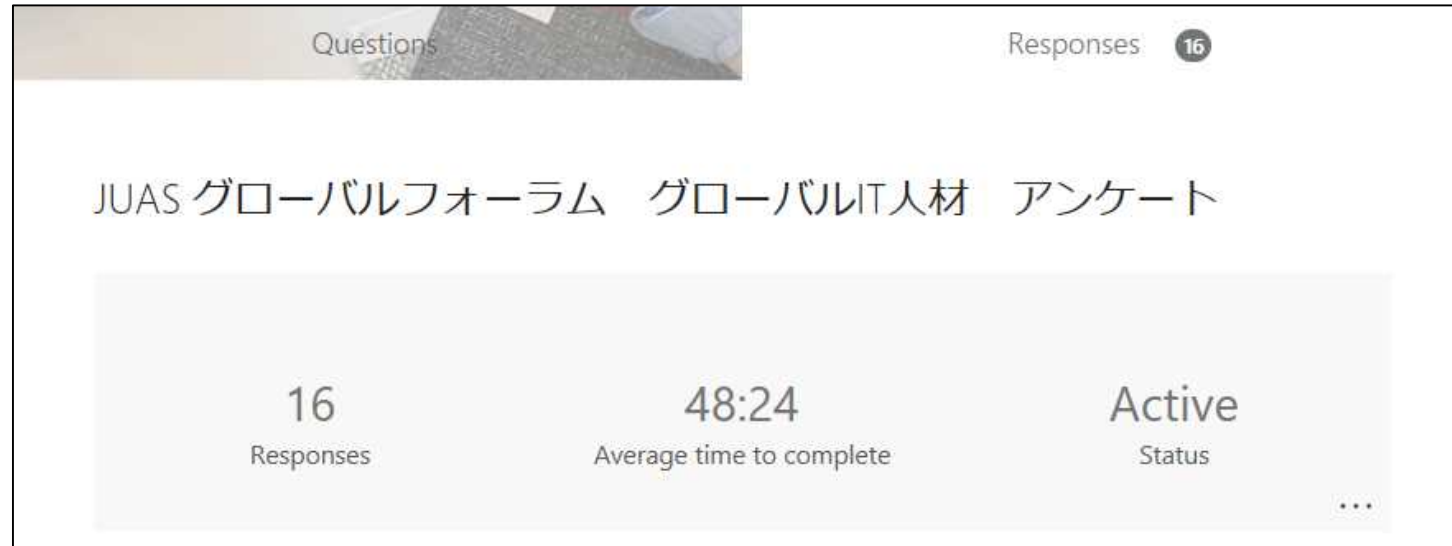 Questions Responses 16
JUAS グローバルフォーラム　グローバルIT人材　アンケート
16 48:24 Active
Responses Average time to complete Status
...